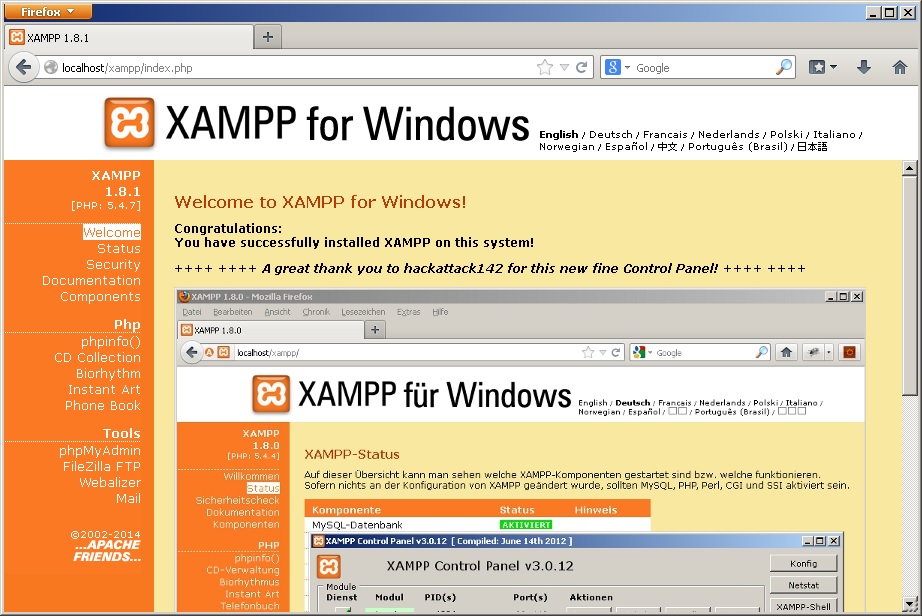 Firefox
XAMPP 1.8.1
localhost/xampp/index.php
Google
XAMPP for Windows
English / Deutsch / Francais / Nederlands / Polski / Italiano /
Norwegian / Español / 中文 / Português (Brasil) / 日本語
XAMPP
1.8.1
[PHP: 5.4.7]
Welcome
Status
Security
Documentation
Components
Php
phpinfo()
CD Collection
Biorhythm
Instant Art
Phone Book
Tools
phpMyAdmin
FileZilla FTP
Webalizer
Mail
©2002-2014
...APACHE
FRIENDS...
Welcome to XAMPP for Windows!
Congratulations:
You have successfully installed XAMPP on this system!
++++ ++++ A great thank you to hackattack142 for this new fine Control Panel! ++++ ++++
XAMPP 1.8.0 - Mozilla Firefox
Datei Bearbeiten Ansicht Chronik Lesezeichen Extras Hilfe
XAMPP 1.8.0
localhost/xampp/
Google
XAMPP für Windows
English / Deutsch / Francais / Nederlands / Polski / Italiano /
Norwegian / Español / □□ / Português (Brasil) / □□□
XAMPP
1.8.0
[PHP: 5.4.4]
Willkommen
Status
Sicherheitscheck
Dokumentation
Komponenten
PHP
phpinfo()
CD-Verwaltung
Biorhythmus
Instant Art
Telefonbuch
XAMPP-Status
Auf dieser Übersicht kann man sehen welche XAMPP-Komponenten gestartet sind bzw. welche funktionieren.
Sofern nichts an der Konfiguration von XAMPP geändert wurde, sollten MySQL, PHP, Perl, CGI und SSI aktiviert sein.
Komponente Status Hinweis
MySQL-Datenbank AKTIVIERT
XAMPP Control Panel v3.0.12 [ Compiled: June 14th 2012 ]
XAMPP Control Panel v3.0.12
Konfig
Netstat
XAMPP-Shell
Module
Dienst Modul PID(s) Port(s) Aktionen